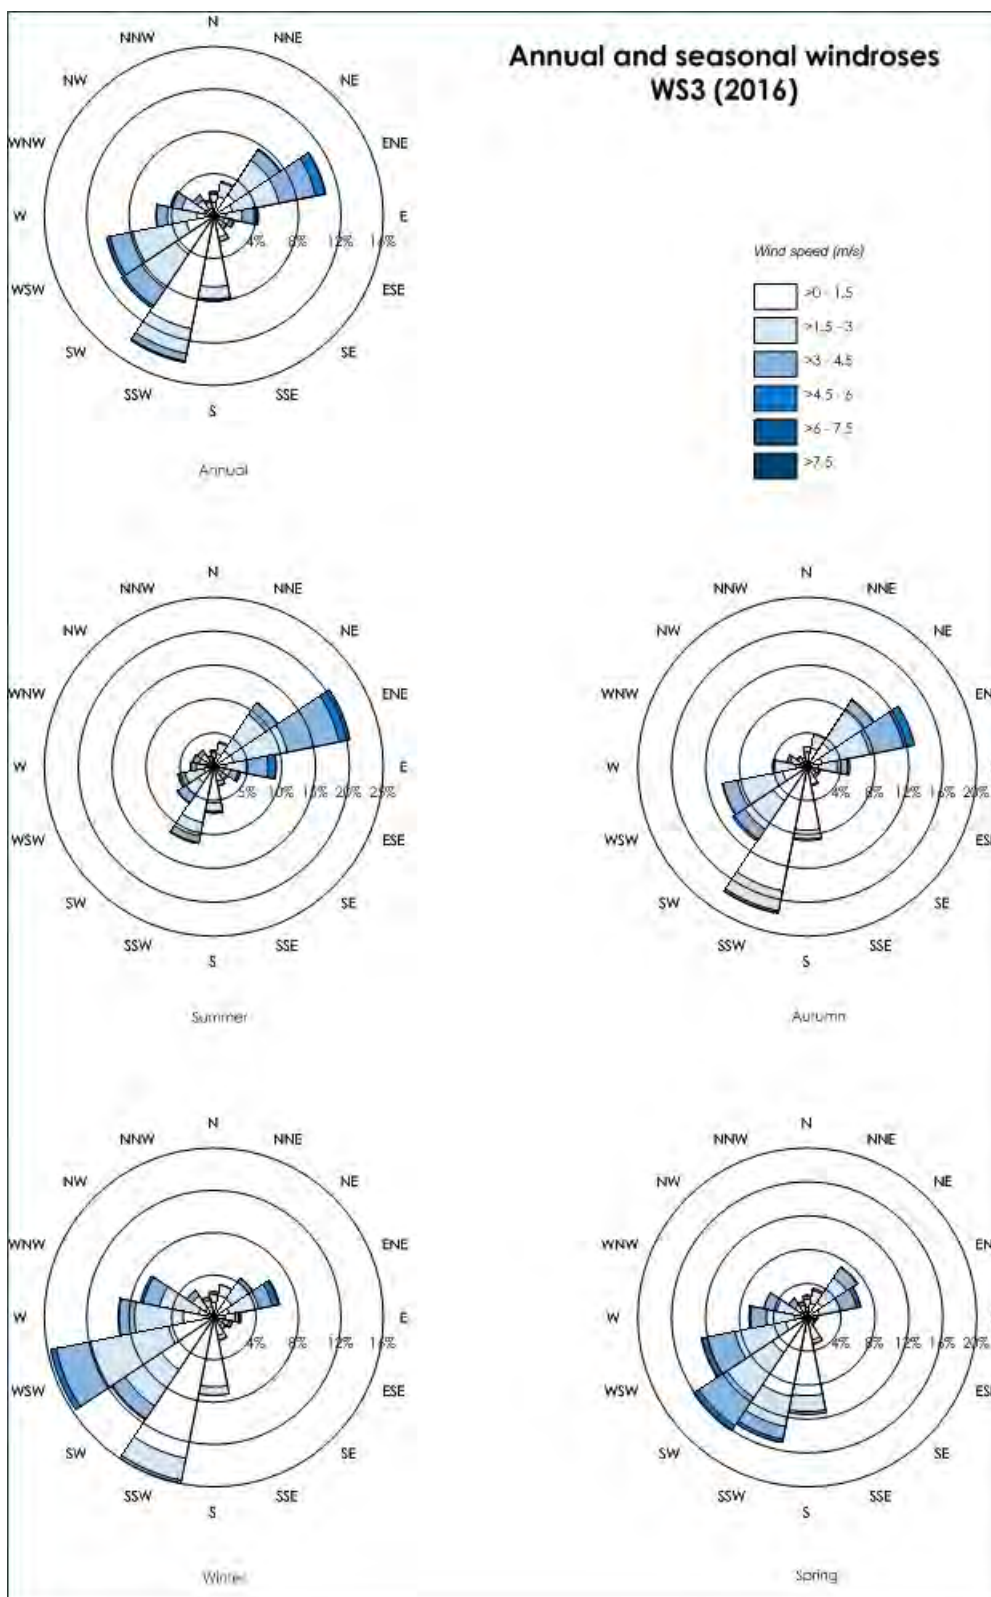 Annual and seasonal windroses
WS3 (2016)
N
NNW
NNE
NW
NE
WNW
ENE
W
E
4%
8%
12%
16%
WSW
ESE
SW
SE
SSW
SSE
S
Annual
Wind speed (m/s)
>0 - 1.5
>1.5 - 3
>3 - 4.5
>4.5 - 6
>6 - 7.5
>7.5
N
NNW
NNE
NW
NE
WNW
ENE
W
E
5%
10%
15%
20%
25%
WSW
ESE
SW
SE
SSW
SSE
S
Summer
N
NNW
NNE
NW
NE
WNW
ENE
W
4%
8%
12%
16%
20%
WSW
ES
SW
SE
SSW
SSE
S
Autumn
N
NNW
NNE
NW
NE
WNW
ENE
W
E
4%
8%
12%
16%
WSW
ESE
SW
SE
SSW
SSE
S
Winter
N
NNW
NNE
NW
NE
WNW
EN
W
4%
8%
12%
16%
20%
WSW
ES
SW
SE
SSW
SSE
S
Spring